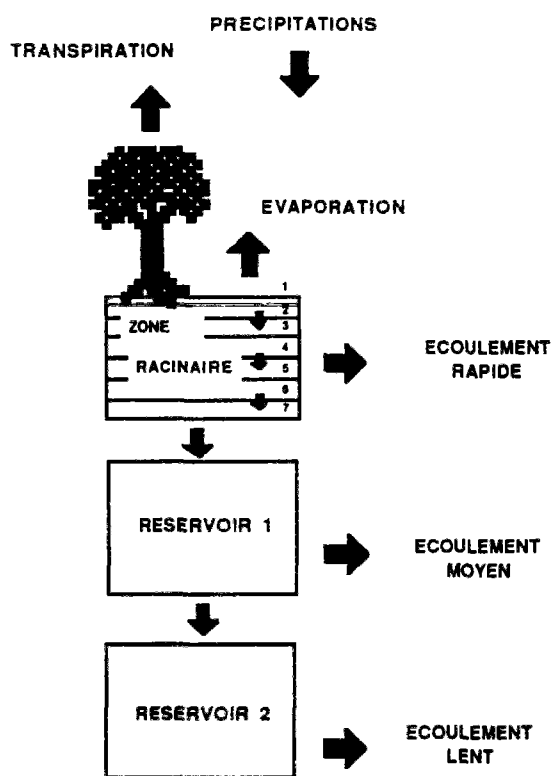 PRECIPITATIONS
TRANSPIRATION
EVAPORATION
1
2
ZONE
3
4
RACINAIRE
5
6
7
ECOULEMENT
RAPIDE
RESERVOIR 1
ECOULEMENT
MOYEN
RESERVOIR 2
ECOULEMENT
LENT